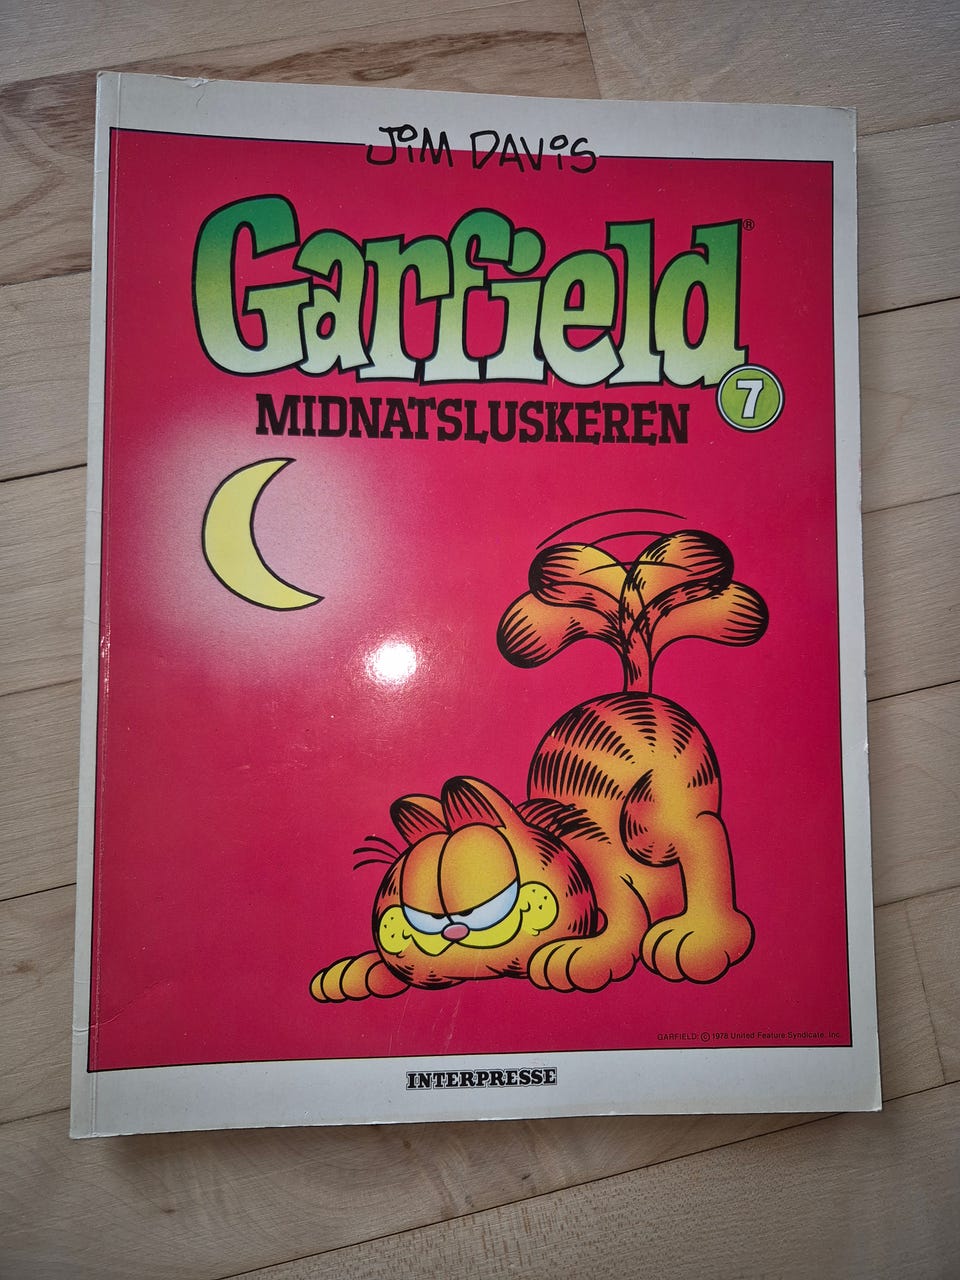 JIM DAVIS
Garfield®
7
MIDNATSLUSKEREN
GARFIELD: © 1978 United Feature Syndicate, Inc.
INTERPRESSE